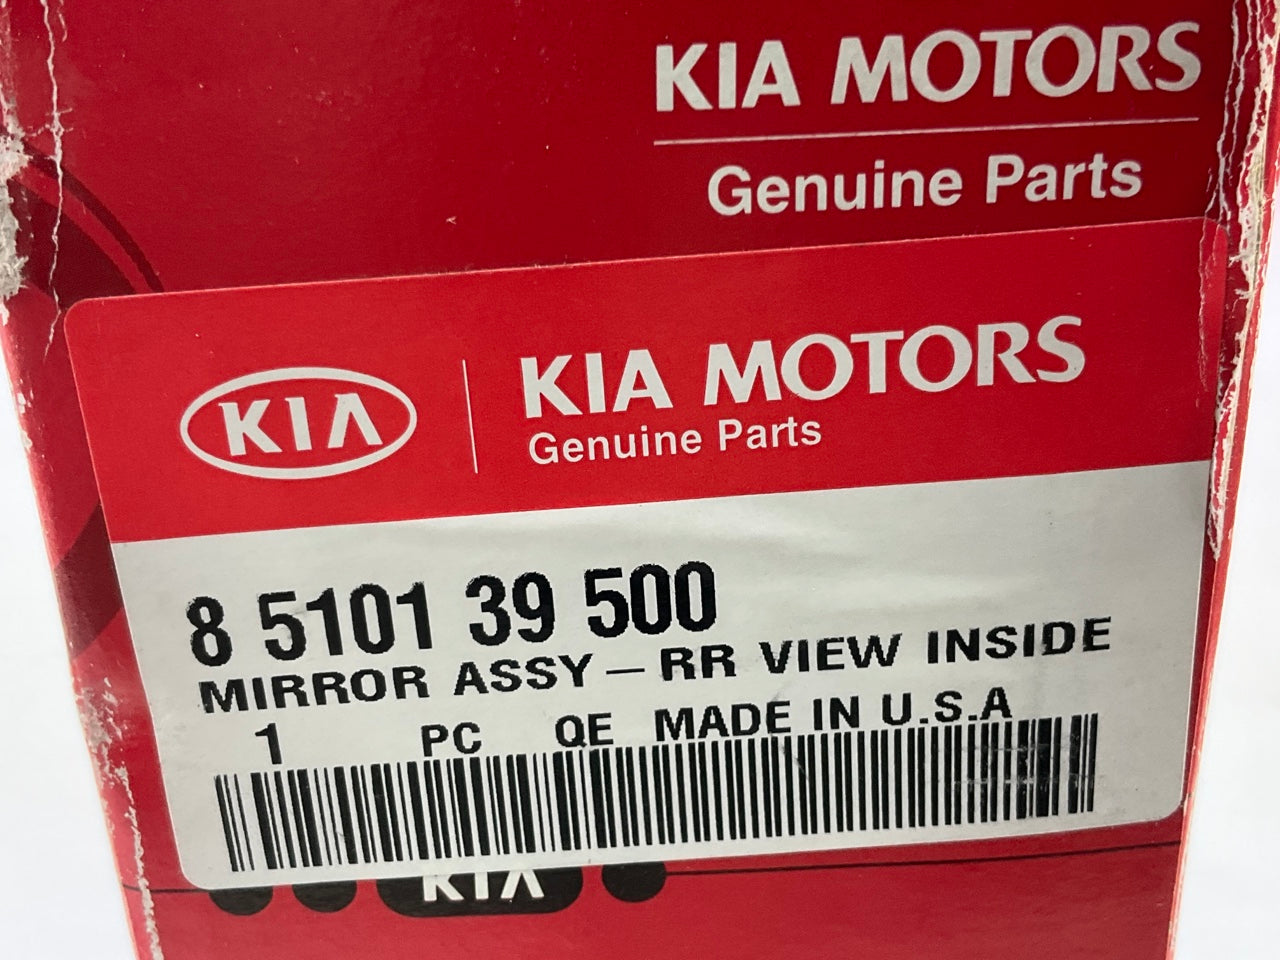 KIA MOTORS
Genuine Parts
KIA
KIA MOTORS
Genuine Parts
8 5101 39 500
MIRROR ASSY－RR VIEW INSIDE
1 PC QE MADE IN U.S.A
KIA